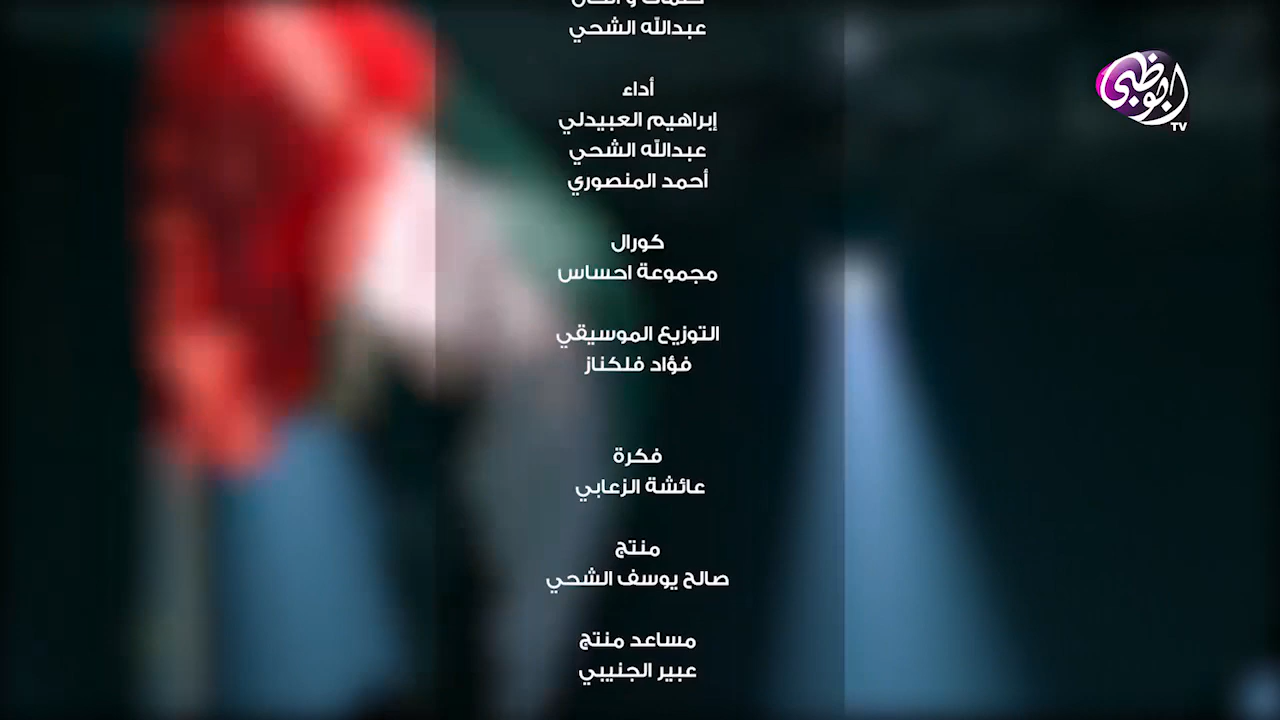 عبدالله الشحي
أداء
إبراهيم العبيدلي
عبدالله الشحي
أحمد المنصوري
كورال
مجموعة احساس
التوزيع الموسيقي
فؤاد فلكناز
فكرة
عائشة الزعابي
منتج
صالح يوسف الشحي
مساعد منتج
عبير الجنيبي
أبوظبي
TV